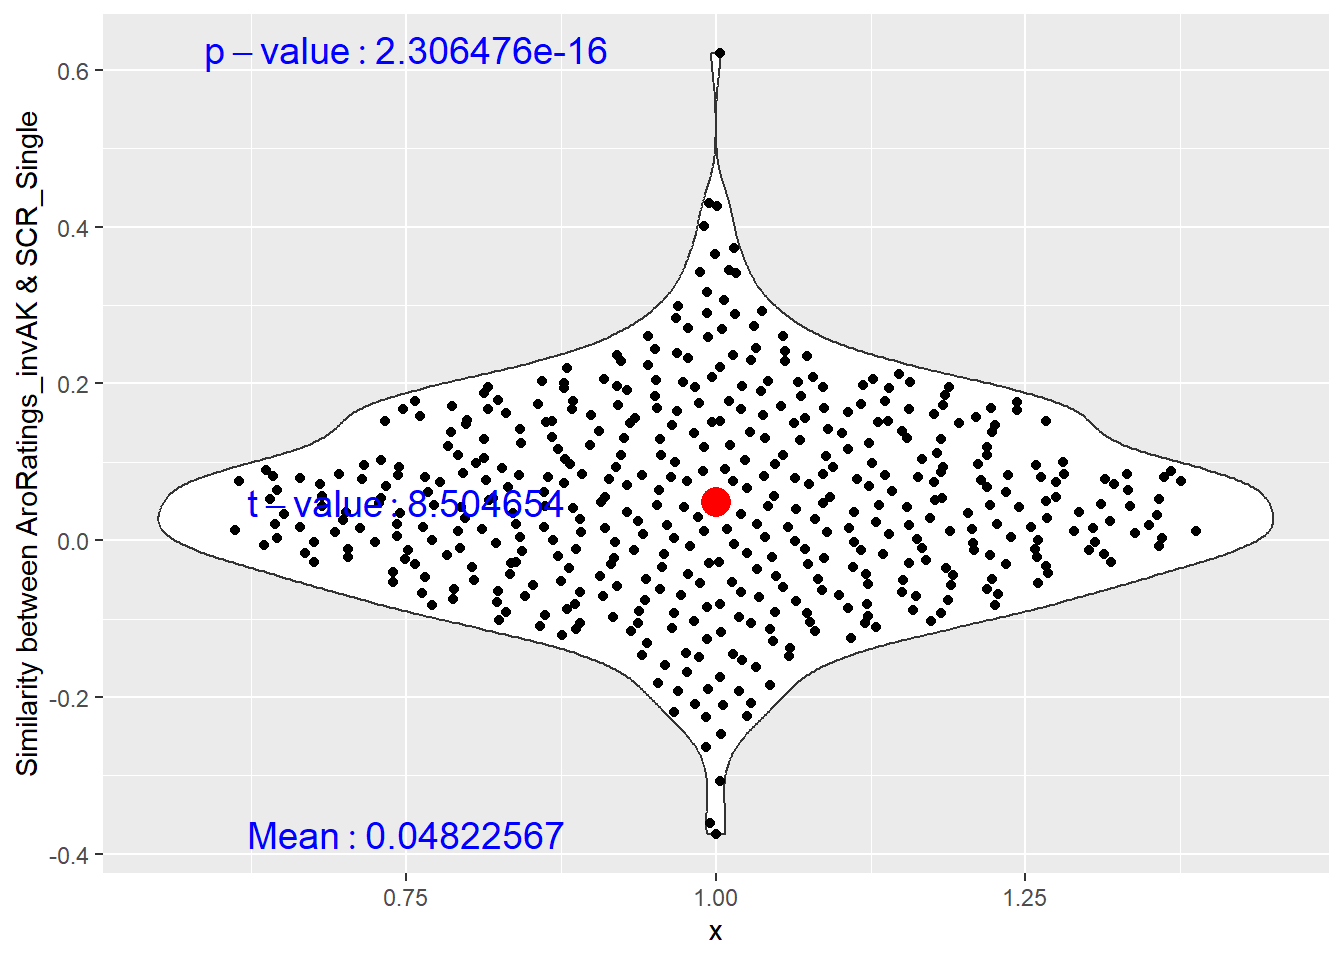 p – value : 2.306476e-16
0.6
0.4
0.2
t – value : 8.504654
0.0
-0.2
Mean : 0.04822567
-0.4
0.75
1.00
1.25
x
Similarity between AroRatings_invAK & SCR_Single